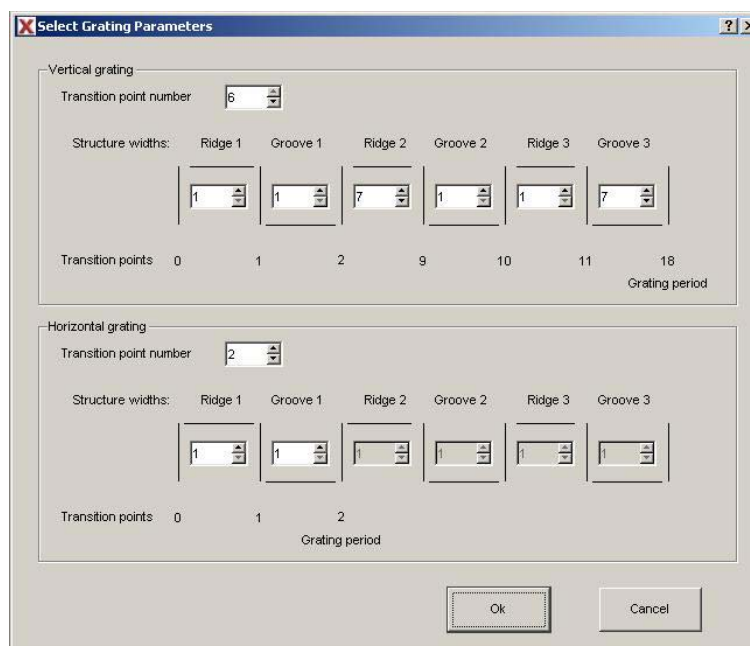 Select Grating Parameters
Vertical grating
Transition point number 6
Structure widths: Ridge 1 Groove 1 Ridge 2 Groove 2 Ridge 3 Groove 3
1 1 7 1 1 7
Transition points 0 1 2 9 10 11 18
Grating period
Horizontal grating
Transition point number 2
Structure widths: Ridge 1 Groove 1 Ridge 2 Groove 2 Ridge 3 Groove 3
1 1 1 1 1 1
Transition points 0 1 2
Grating period
Ok Cancel